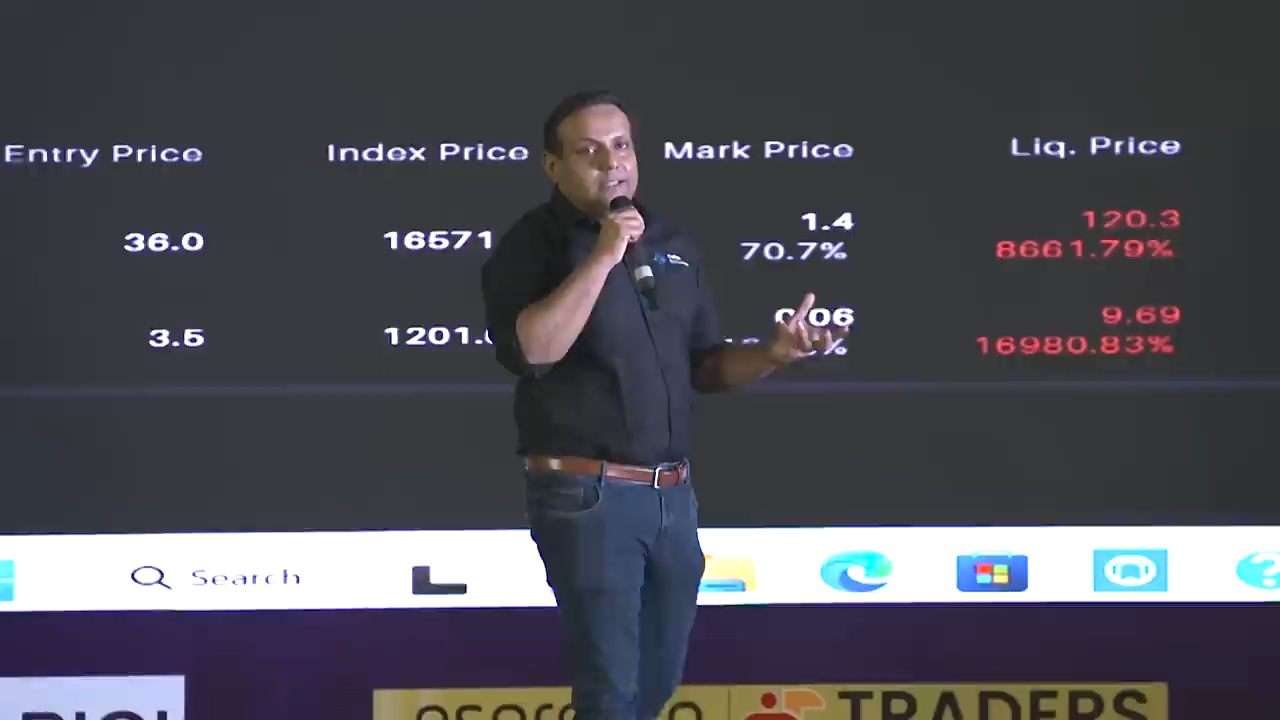 Entry Price Index Price Mark Price Liq. Price
36.0 16571 1.4 120.3
70.7% 8661.79%
3.5 1201. 9.69
16980.83%
Search
TRADERS